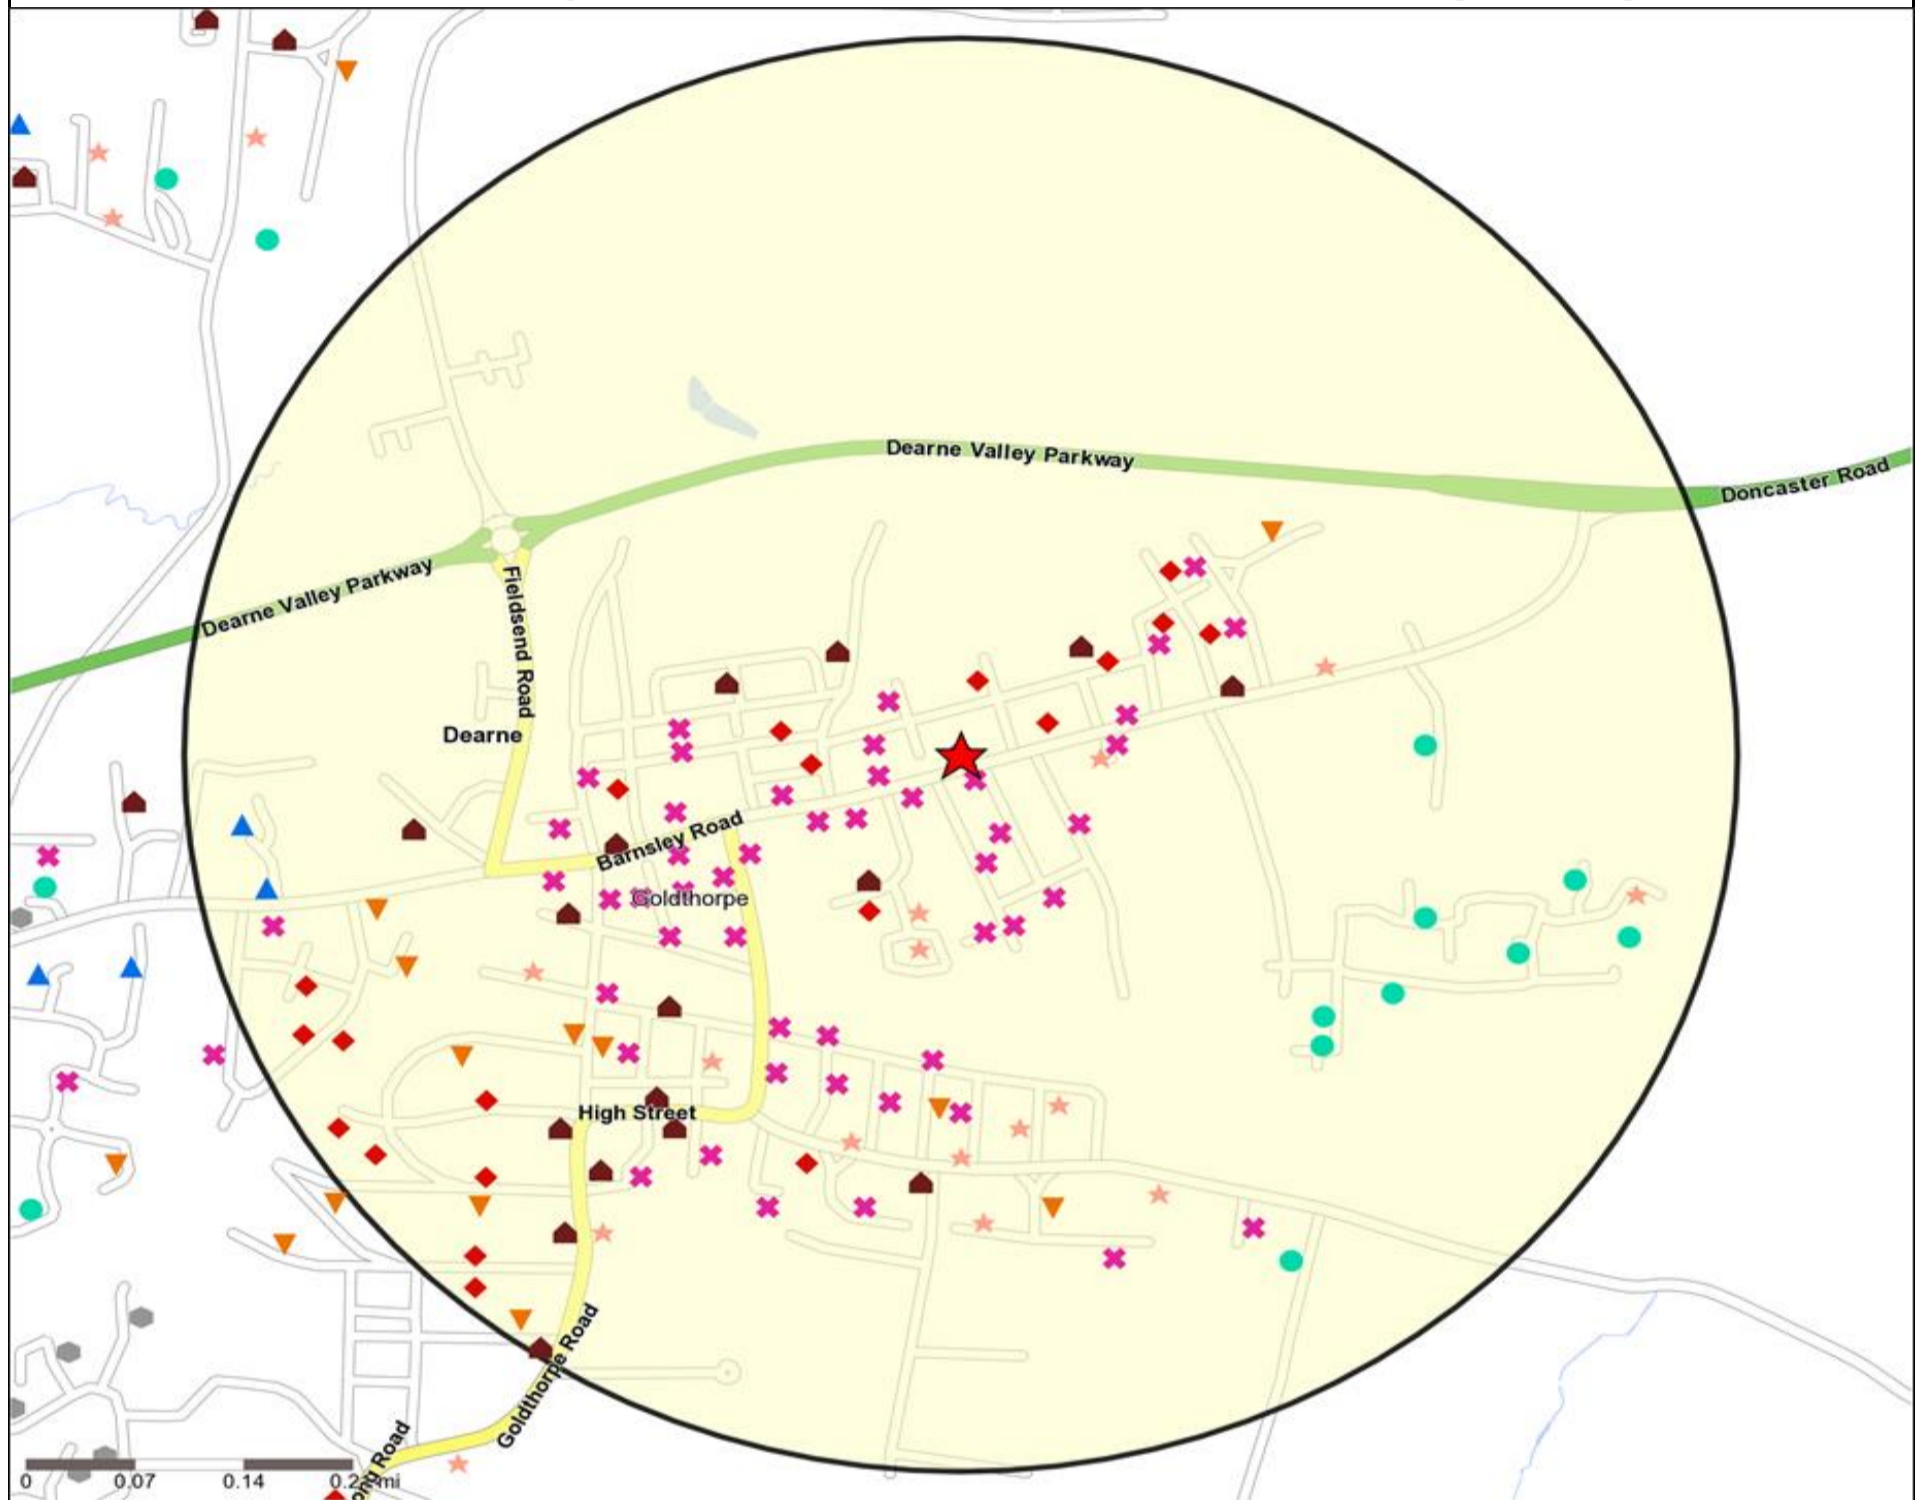 Dearne Valley Parkway
Doncaster Road
Dearne Valley Parkway
Fieldsend Road
Dearne
Barnsley Road
Goldthorpe
High Street
Goldthorpe Road
Road
0 0.07 0.14 mi